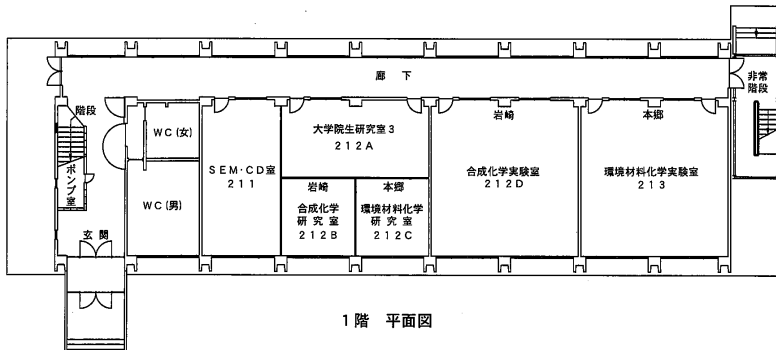 廊 下
非常
階段
階段
ポンプ室
玄 関
WC(女)
WC(男)
SEM・CD室
211
大学院生研究室3
212A
岩崎
合成化学
研 究 室
212B
本郷
環境材料化学
研 究 室
212C
岩崎
合成化学実験室
212D
本郷
環境材料化学実験室
213
1階 平面図